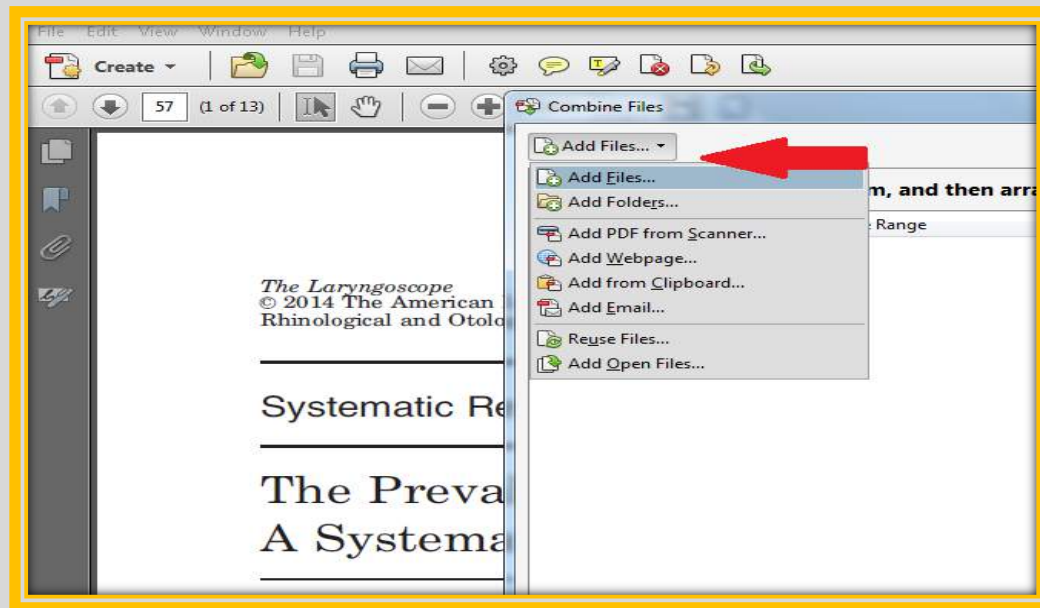 File Edit View Window Help
Create
57 (1 of 13)
Combine Files
Add Files...
Add Files...
m, and then arra
Add Folders...
Range
Add PDF from Scanner...
Add Webpage...
Add from Clipboard...
Add Email...
Reuse Files...
Add Open Files...
The Laryngoscope
© 2014 The American
Rhinological and Otolo
Systematic Re
The Preva
A Systema